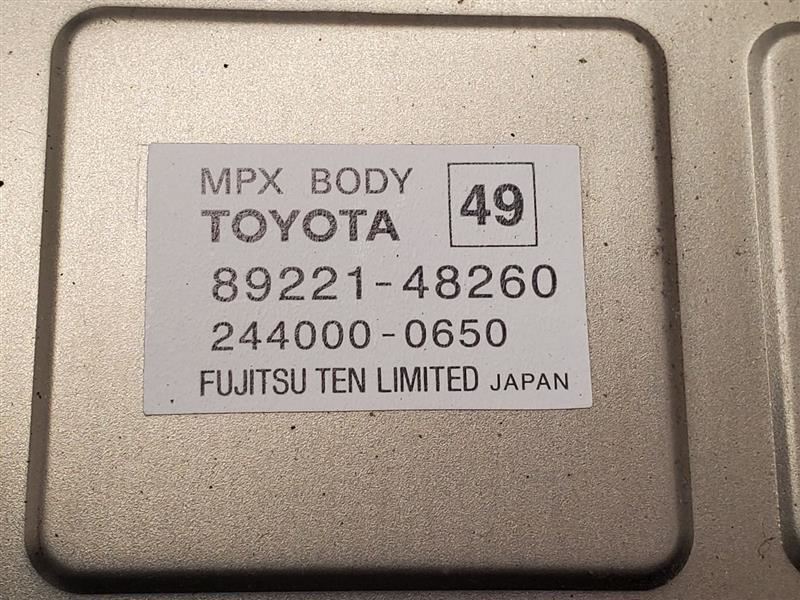 MPX BODY 49
TOYOTA
89221-48260
244000-0650
FUJITSU TEN LIMITED JAPAN